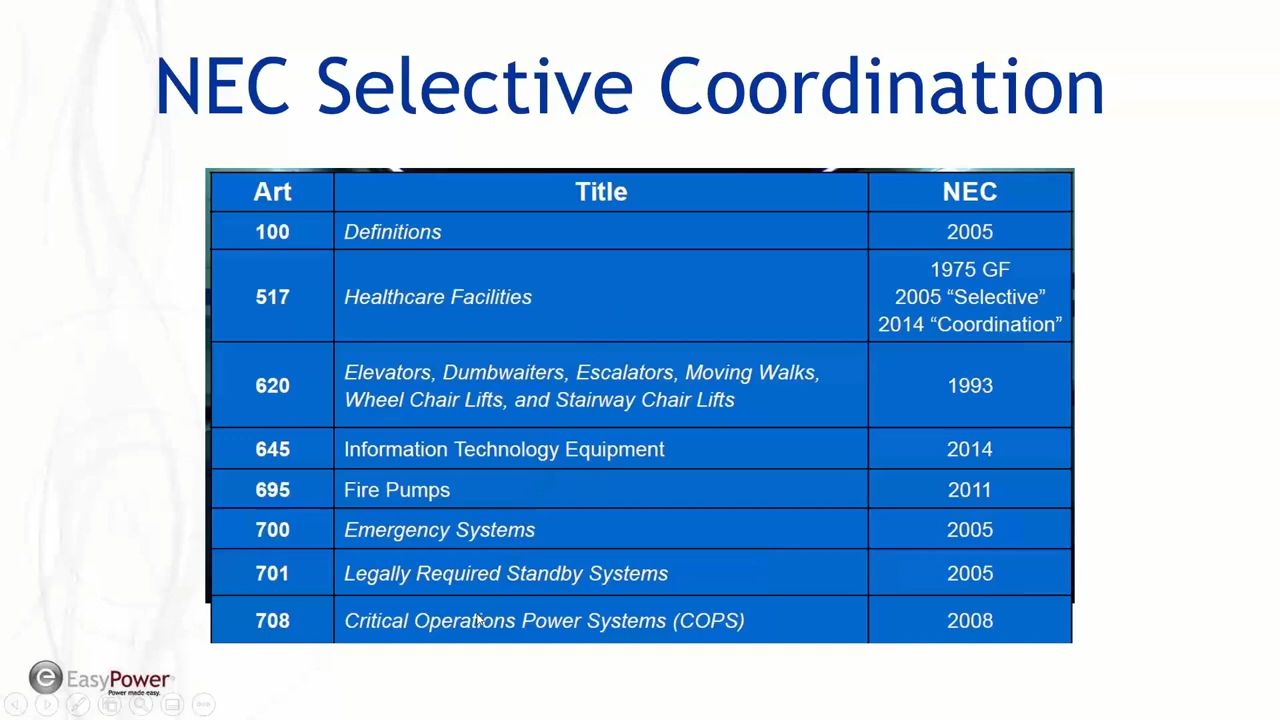 NEC Selective Coordination
Art Title NEC
100 Definitions 2005
1975 GF
517 Healthcare Facilities 2005 “Selective”
2014 “Coordination”
620 Elevators, Dumbwaiters, Escalators, Moving Walks, 1993
Wheel Chair Lifts, and Stairway Chair Lifts
645 Information Technology Equipment 2014
695 Fire Pumps 2011
700 Emergency Systems 2005
701 Legally Required Standby Systems 2005
708 Critical Operations Power Systems (COPS) 2008
e EasyPower
Power made easy.